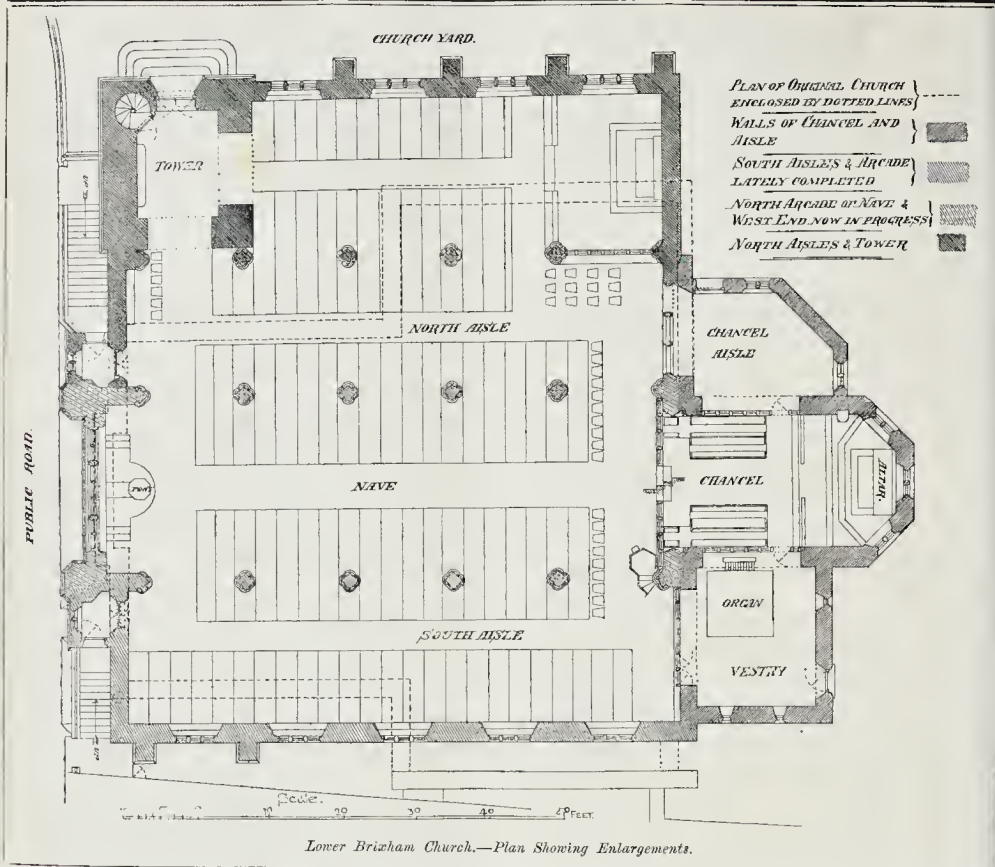 CHURCH YARD.
PLAN OF ORIGINAL CHURCH
ENCLOSED BY DOTTED LINES
WALLS OF CHANCEL AND
AISLE
SOUTH AISLES & ARCADE
LATELY COMPLETED
NORTH ARCADE OF NAVE &
WEST END NOW IN PROGRESS
NORTH AISLES & TOWER
TOWER
UP
NORTH AISLE
CHANCEL
AISLE
PUBLIC ROAD.
FONT
NAVE
CHANCEL
ALTAR.
ORGAN
SOUTH AISLE
VESTRY
UP
Scale.
10 20 30 40 50 FEET.
Lower Brixham Church.—Plan Showing Enlargements.